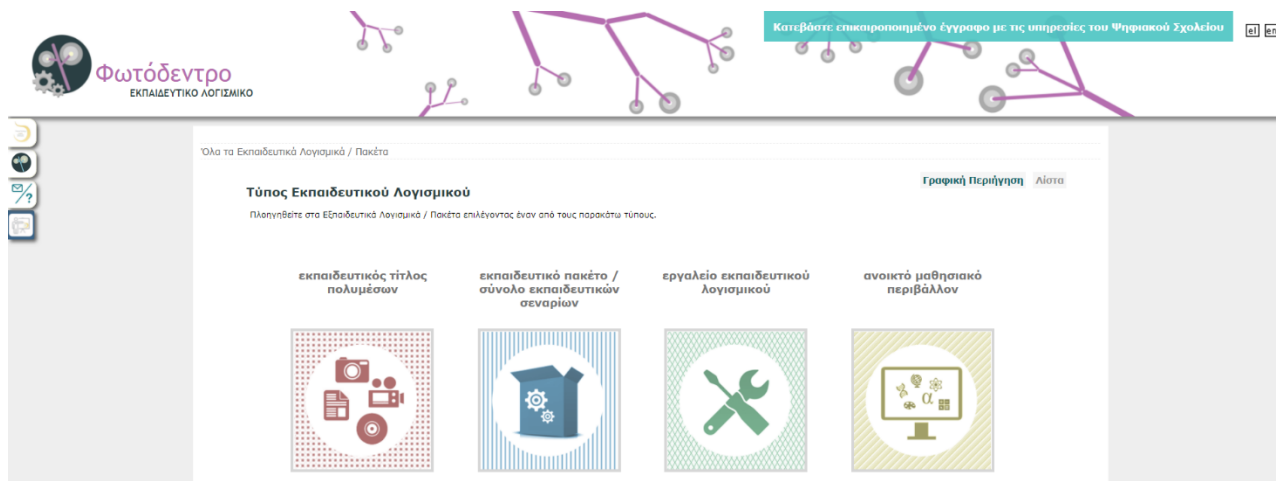 Κατεβάστε επικαιροποιημένο έγγραφο με τις υπηρεσίες του Ψηφιακού Σχολείου
el en
Φωτόδεντρο
ΕΚΠΑΙΔΕΥΤΙΚΟ ΛΟΓΙΣΜΙΚΟ
Όλα τα Εκπαιδευτικά Λογισμικά / Πακέτα
Γραφική Περιήγηση Λίστα
Τύπος Εκπαιδευτικού Λογισμικού
Πλοηγηθείτε στα Εξπαιδευτικά Λογισμικά / Πακέτα επιλέγοντας έναν από τους παρακάτω τύπους.
εκπαιδευτικός τίτλος
πολυμέσων
εκπαιδευτικό πακέτο /
σύνολο εκπαιδευτικών
σεναρίων
εργαλείο εκπαιδευτικού
λογισμικού
ανοικτό μαθησιακό
περιβάλλον
α